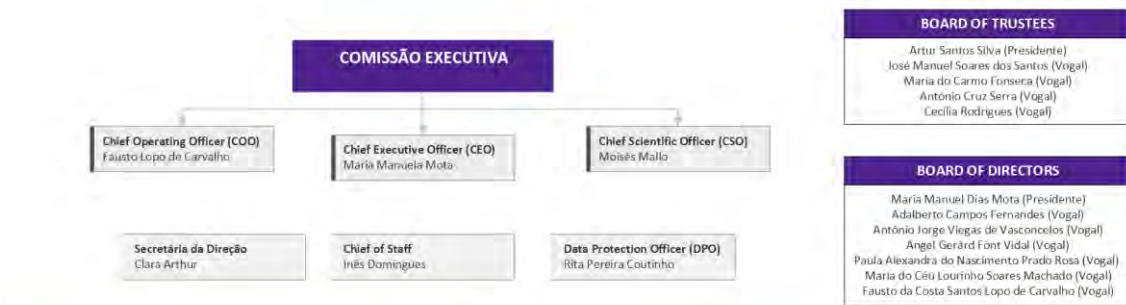 COMISSÃO EXECUTIVA
Chief Operating Officer (COO)
Fausto Lopo de Carvalho
Chief Executive Officer (CEO)
Maria Manuela Mota
Chief Scientific Officer (CSO)
Moisés Mallo
Secretária da Direção
Clara Arthur
Chief of Staff
Inês Domingues
Data Protection Officer (DPO)
Rita Pereira Coutinho
BOARD OF TRUSTEES
Artur Santos Silva (Presidente)
José Manuel Soares dos Santos (Vogal)
Maria do Carmo Fonseca (Vogal)
António Cruz Serra (Vogal)
Cecília Rodrigues (Vogal)
BOARD OF DIRECTORS
Maria Manuel Dias Mota (Presidente)
Adalberto Campos Fernandes (Vogal)
António Jorge Viegas de Vasconcelos (Vogal)
Angel Gerárd Font Vidal (Vogal)
Paula Alexandra do Nascimento Prado Rosa (Vogal)
Maria do Céu Lourinho Soares Machado (Vogal)
Fausto da Costa Santos Lopo de Carvalho (Vogal)